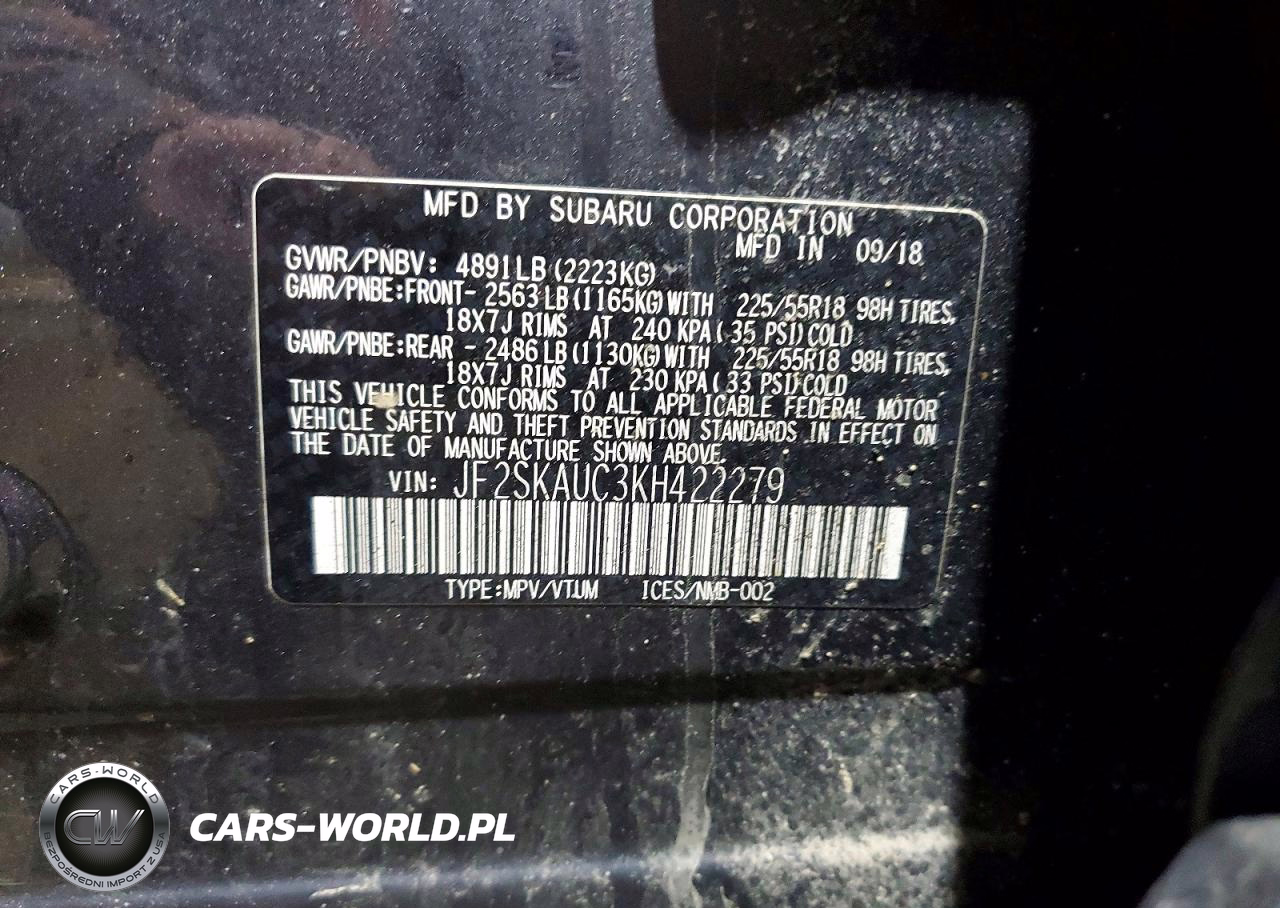 MFD BY SUBARU CORPORATION
MFD IN 09/18
GVWR/PNBV: 4891LB (2223KG)
GAWR/PNBE:FRONT- 2563 LB (1165KG) WITH 225/55R18 98H TIRES,
18X7J RIMS AT 240 KPA ( 35 PSI) COLD
GAWR/PNBE:REAR - 2486 LB (1130KG) WITH 225/55R18 98H TIRES,
18X7J RIMS AT 230 KPA ( 33 PSI) COLD
THIS VEHICLE CONFORMS TO ALL APPLICABLE FEDERAL MOTOR
VEHICLE SAFETY AND THEFT PREVENTION STANDARDS IN EFFECT ON
THE DATE OF MANUFACTURE SHOWN ABOVE.
VIN: JF2SKAUC3KH422279
TYPE:MPV/VTUM ICES/NMB-002
CARS-WORLD
CW
BEZPOŚREDNI IMPORT Z USA
CARS-WORLD.PL